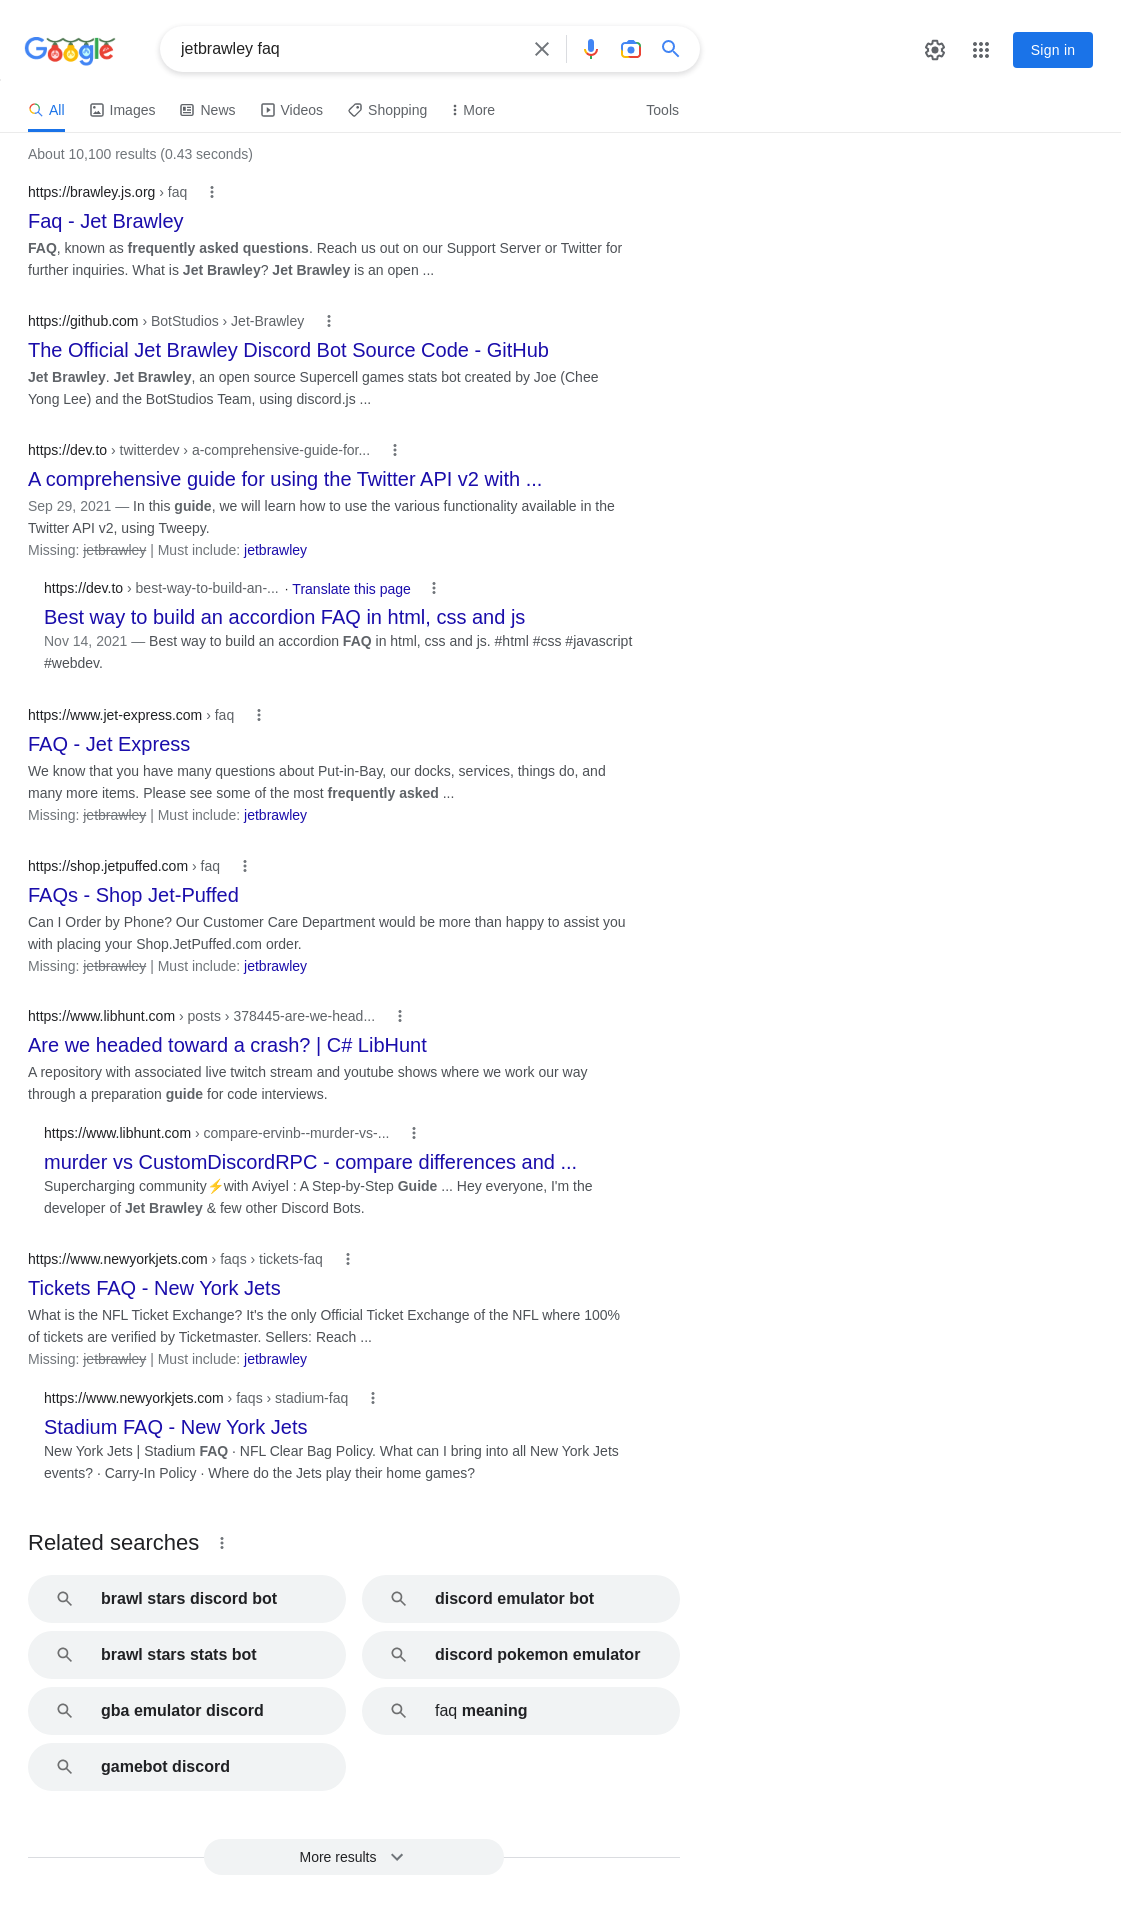 Google
jetbrawley faq
Sign in
All Images News Videos Shopping More Tools
About 10,100 results (0.43 seconds)
https://brawley.js.org › faq
Faq - Jet Brawley
FAQ, known as frequently asked questions. Reach us out on our Support Server or Twitter for
further inquiries. What is Jet Brawley? Jet Brawley is an open ...
https://github.com › BotStudios › Jet-Brawley
The Official Jet Brawley Discord Bot Source Code - GitHub
Jet Brawley. Jet Brawley, an open source Supercell games stats bot created by Joe (Chee
Yong Lee) and the BotStudios Team, using discord.js ...
https://dev.to › twitterdev › a-comprehensive-guide-for...
A comprehensive guide for using the Twitter API v2 with ...
Sep 29, 2021 — In this guide, we will learn how to use the various functionality available in the
Twitter API v2, using Tweepy.
Missing: jetbrawley | Must include: jetbrawley
https://dev.to › best-way-to-build-an-... · Translate this page
Best way to build an accordion FAQ in html, css and js
Nov 14, 2021 — Best way to build an accordion FAQ in html, css and js. #html #css #javascript
#webdev.
https://www.jet-express.com › faq
FAQ - Jet Express
We know that you have many questions about Put-in-Bay, our docks, services, things do, and
many more items. Please see some of the most frequently asked ...
Missing: jetbrawley | Must include: jetbrawley
https://shop.jetpuffed.com › faq
FAQs - Shop Jet-Puffed
Can I Order by Phone? Our Customer Care Department would be more than happy to assist you
with placing your Shop.JetPuffed.com order.
Missing: jetbrawley | Must include: jetbrawley
https://www.libhunt.com › posts › 378445-are-we-head...
Are we headed toward a crash? | C# LibHunt
A repository with associated live twitch stream and youtube shows where we work our way
through a preparation guide for code interviews.
https://www.libhunt.com › compare-ervinb--murder-vs-...
murder vs CustomDiscordRPC - compare differences and ...
Supercharging community⚡with Aviyel : A Step-by-Step Guide ... Hey everyone, I'm the
developer of Jet Brawley & few other Discord Bots.
https://www.newyorkjets.com › faqs › tickets-faq
Tickets FAQ - New York Jets
What is the NFL Ticket Exchange? It's the only Official Ticket Exchange of the NFL where 100%
of tickets are verified by Ticketmaster. Sellers: Reach ...
Missing: jetbrawley | Must include: jetbrawley
https://www.newyorkjets.com › faqs › stadium-faq
Stadium FAQ - New York Jets
New York Jets | Stadium FAQ · NFL Clear Bag Policy. What can I bring into all New York Jets
events? · Carry-In Policy · Where do the Jets play their home games?
Related searches
brawl stars discord bot
discord emulator bot
brawl stars stats bot
discord pokemon emulator
gba emulator discord
faq meaning
gamebot discord
More results